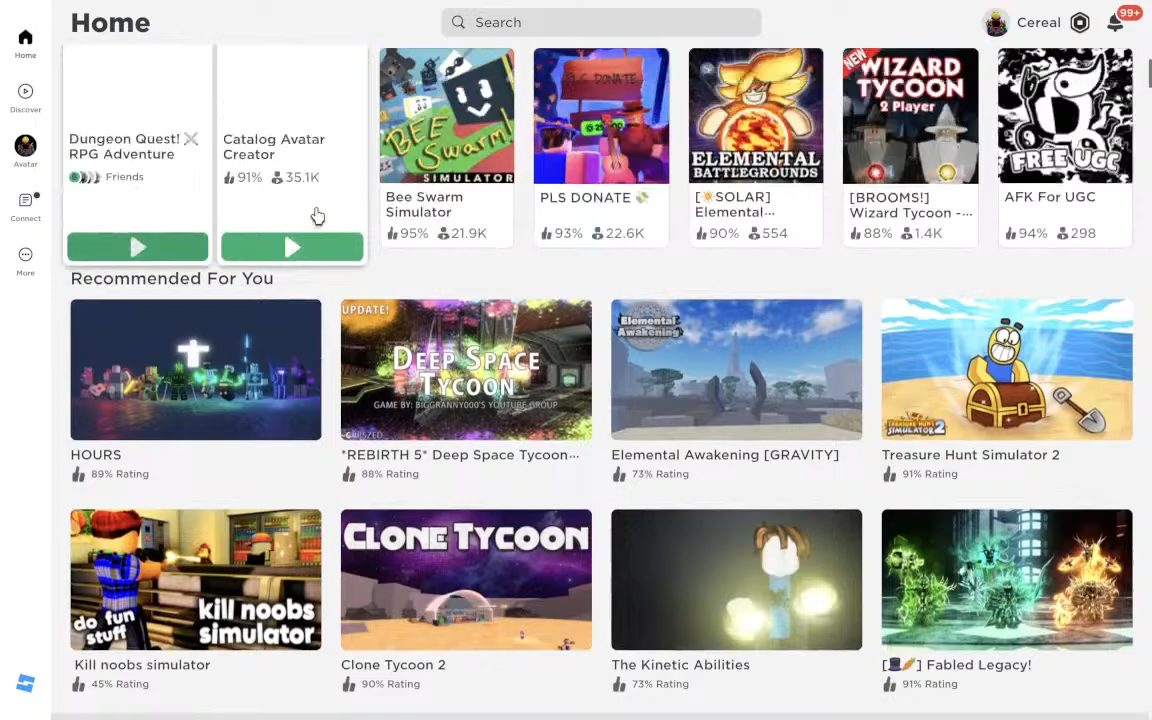 Home
Search
Cereal
99+
Home
Discover
Avatar
Connect
More
Dungeon Quest! ⚔
RPG Adventure
Friends
Catalog Avatar
Creator
91% 35.1K
BEE
SWARM!
SIMULATOR
Bee Swarm
Simulator
95% 21.9K
DONATE
PLS DONATE 💸
93% 22.6K
ELEMENTAL
BATTLEGROUNDS
[☀️SOLAR]
Elemental...
90% 554
NEW
WIZARD
TYCOON
2 Player
[BROOMS!]
Wizard Tycoon -...
88% 1.4K
FREE UGC
AFK For UGC
94% 298
Recommended For You
HOURS
89% Rating
UPDATE!
DEEP SPACE
TYCOON
GAME BY: BIGGRANNY000'S YOUTUBE GROUP
*REBIRTH 5* Deep Space Tycoon...
88% Rating
Elemental
Awakening
Elemental Awakening [GRAVITY]
73% Rating
TREASURE HUNT
SIMULATOR 2
Treasure Hunt Simulator 2
91% Rating
do fun
stuff
kill noobs
simulator
Kill noobs simulator
45% Rating
CLONE TYCOON
Clone Tycoon 2
90% Rating
The Kinetic Abilities
73% Rating
[🎩🥕] Fabled Legacy!
91% Rating